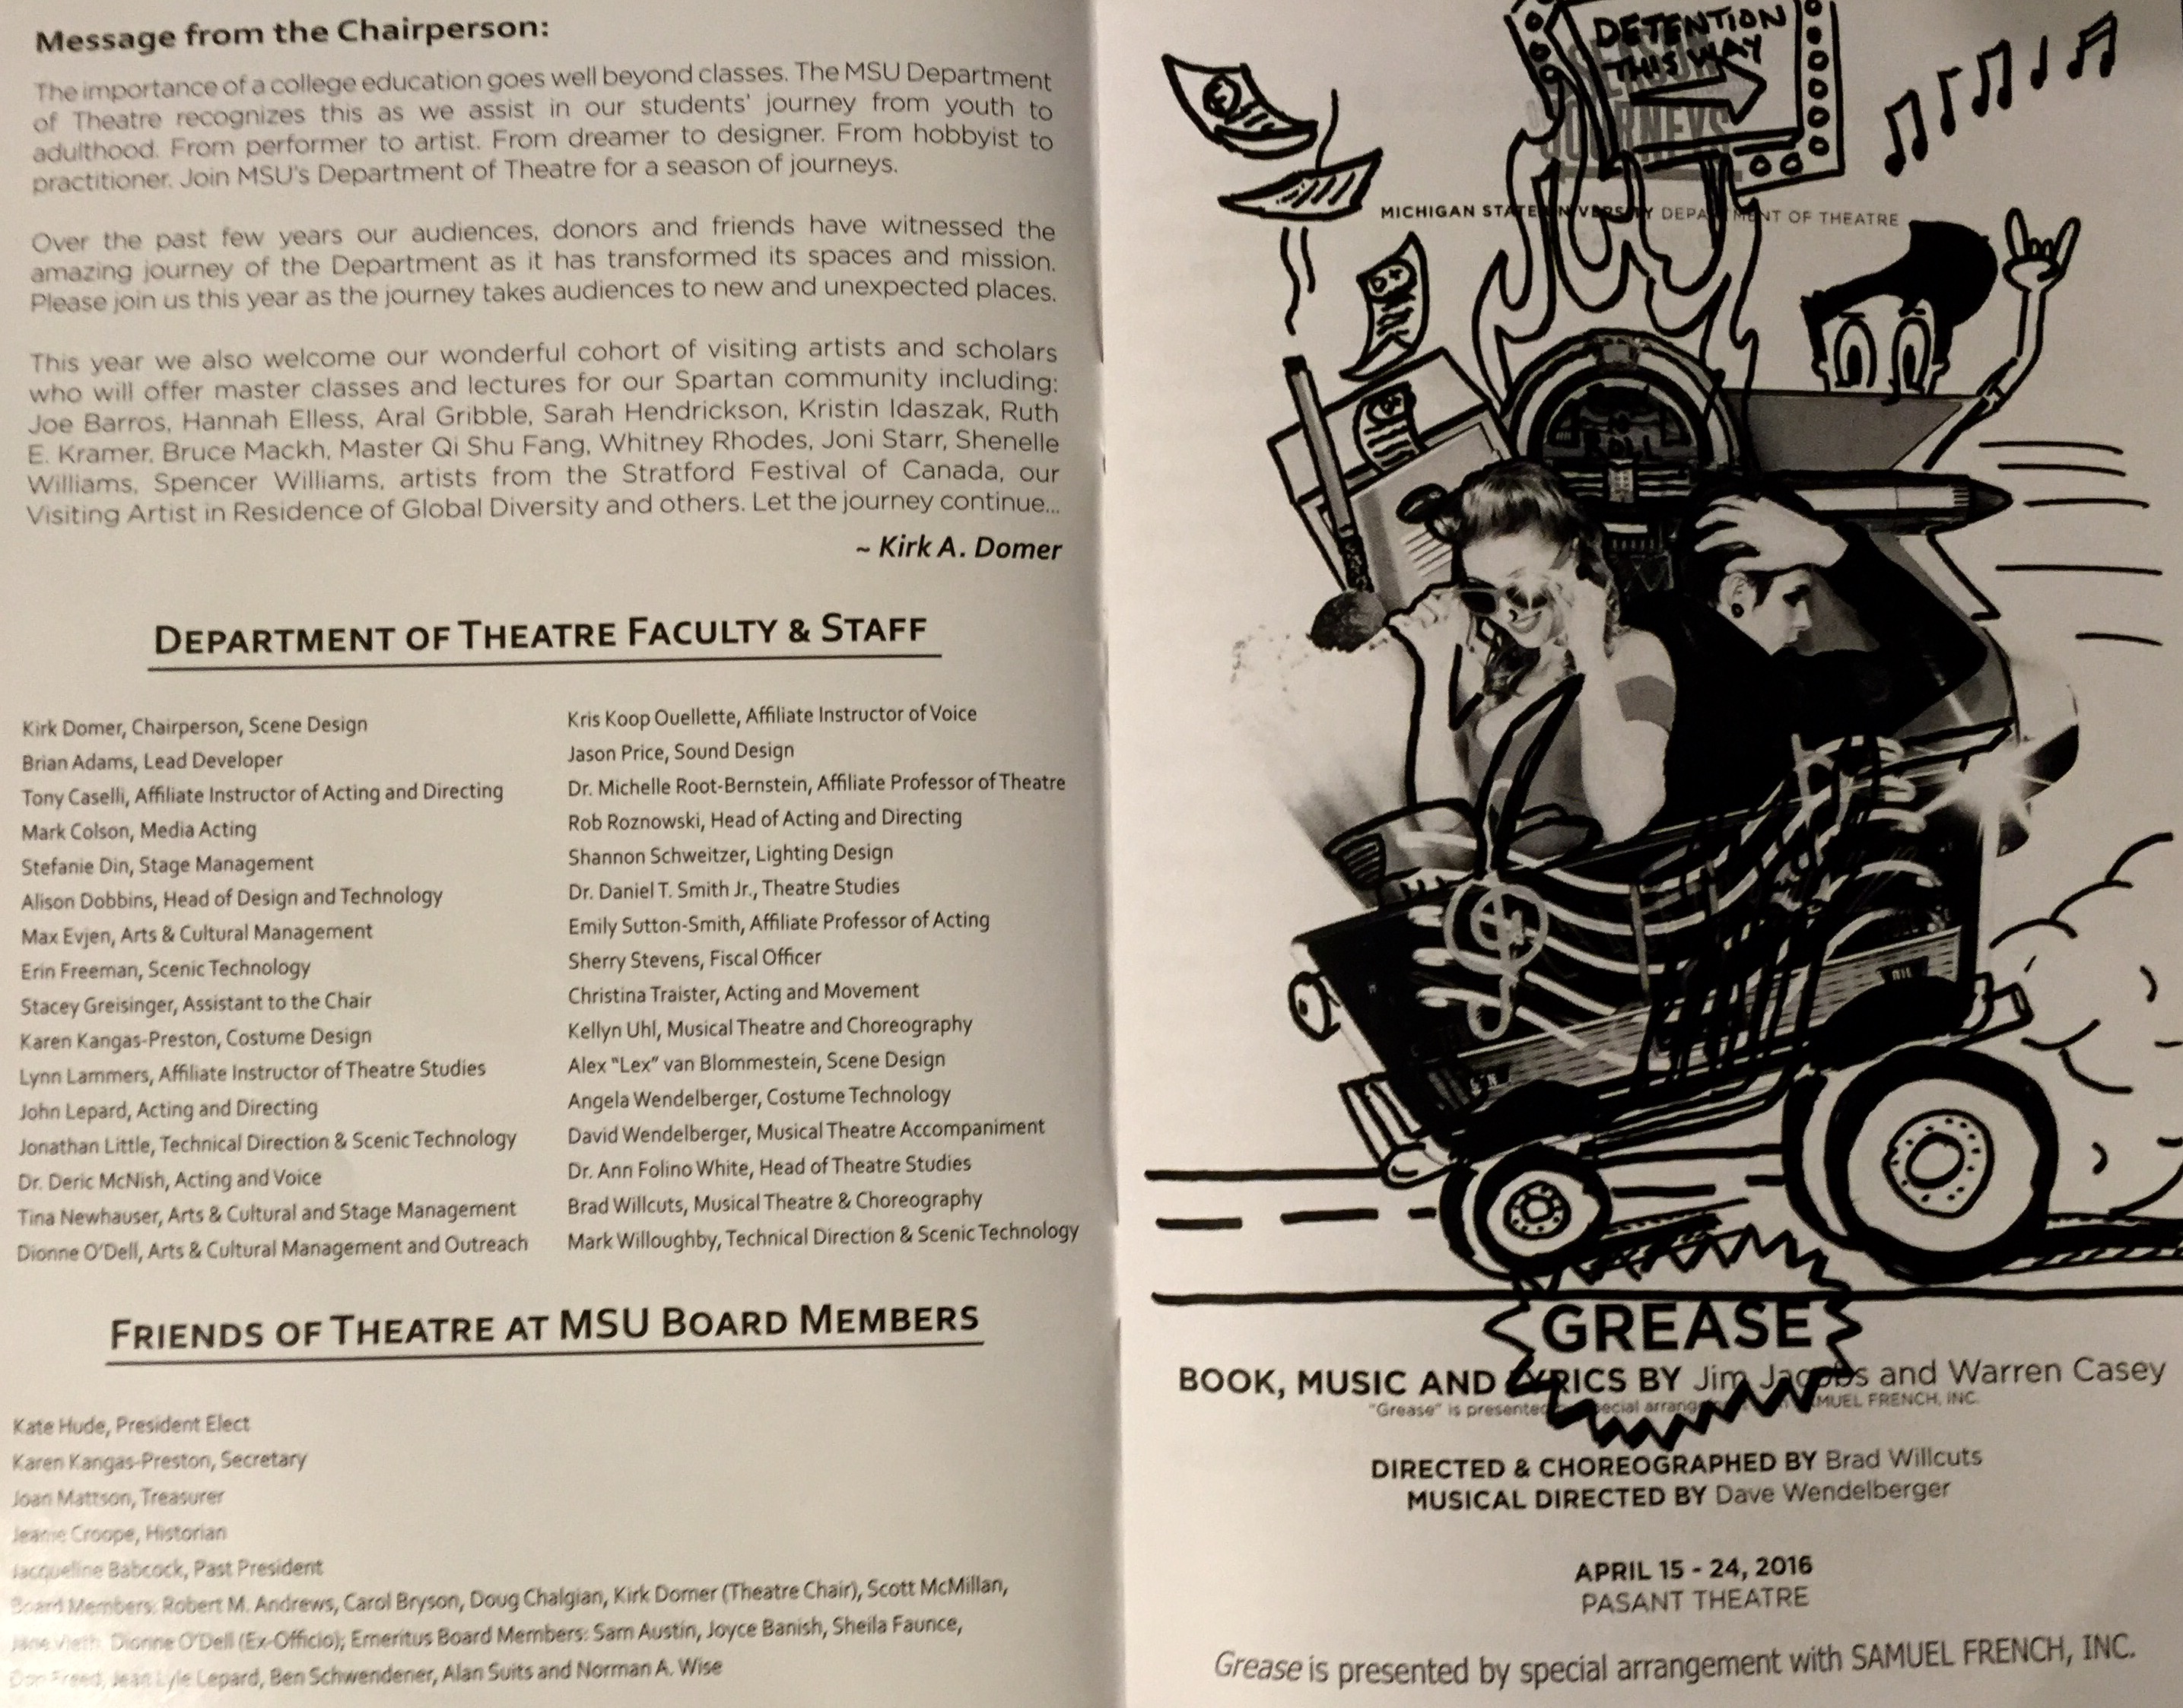 Message from the Chairperson:
The importance of a college education goes well beyond classes. The MSU Department
of Theatre recognizes this as we assist in our students' journey from youth to
adulthood. From performer to artist. From dreamer to designer. From hobbyist to
practitioner. Join MSU's Department of Theatre for a season of journeys.
Over the past few years our audiences, donors and friends have witnessed the
amazing journey of the Department as it has transformed its spaces and mission.
Please join us this year as the journey takes audiences to new and unexpected places.
This year we also welcome our wonderful cohort of visiting artists and scholars
who will offer master classes and lectures for our Spartan community including:
Joe Barros, Hannah Elless, Aral Gribble, Sarah Hendrickson, Kristin Idaszak, Ruth
E. Kramer, Bruce Mackh, Master Qi Shu Fang, Whitney Rhodes, Joni Starr, Shenelle
Williams, Spencer Williams, artists from the Stratford Festival of Canada, our
Visiting Artist in Residence of Global Diversity and others. Let the journey continue...
~ Kirk A. Domer
DEPARTMENT OF THEATRE FACULTY & STAFF
Kirk Domer, Chairperson, Scene Design
Brian Adams, Lead Developer
Tony Caselli, Affiliate Instructor of Acting and Directing
Mark Colson, Media Acting
Stefanie Din, Stage Management
Alison Dobbins, Head of Design and Technology
Max Evjen, Arts & Cultural Management
Erin Freeman, Scenic Technology
Stacey Greisinger, Assistant to the Chair
Karen Kangas-Preston, Costume Design
Lynn Lammers, Affiliate Instructor of Theatre Studies
John Lepard, Acting and Directing
Jonathan Little, Technical Direction & Scenic Technology
Dr. Deric McNish, Acting and Voice
Tina Newhauser, Arts & Cultural and Stage Management
Dionne O'Dell, Arts & Cultural Management and Outreach
Kris Koop Ouellette, Affiliate Instructor of Voice
Jason Price, Sound Design
Dr. Michelle Root-Bernstein, Affiliate Professor of Theatre
Rob Roznowski, Head of Acting and Directing
Shannon Schweitzer, Lighting Design
Dr. Daniel T. Smith Jr., Theatre Studies
Emily Sutton-Smith, Affiliate Professor of Acting
Sherry Stevens, Fiscal Officer
Christina Traister, Acting and Movement
Kellyn Uhl, Musical Theatre and Choreography
Alex "Lex" van Blommestein, Scene Design
Angela Wendelberger, Costume Technology
David Wendelberger, Musical Theatre Accompaniment
Dr. Ann Folino White, Head of Theatre Studies
Brad Willcuts, Musical Theatre & Choreography
Mark Willoughby, Technical Direction & Scenic Technology
FRIENDS OF THEATRE AT MSU BOARD MEMBERS
Kate Hude, President Elect
Karen Kangas-Preston, Secretary
Joan Mattson, Treasurer
Jeanie Croope, Historian
Jacqueline Babcock, Past President
Board Members: Robert M. Andrews, Carol Bryson, Doug Chalgian, Kirk Domer (Theatre Chair), Scott McMillan,
Jane Vieth, Dionne O'Dell (Ex-Officio); Emeritus Board Members: Sam Austin, Joyce Banish, Sheila Faunce,
Jean Lyle Lepard, Ben Schwendener, Alan Suits and Norman A. Wise
DETENTION
THIS WAY
JOURNEYS
MICHIGAN STATE UNIVERSITY DEPARTMENT OF THEATRE
GREASE
BOOK, MUSIC AND LYRICS BY Jim Jacobs and Warren Casey
"Grease" is presented special SAMUEL FRENCH, INC.
DIRECTED & CHOREOGRAPHED BY Brad Willcuts
MUSICAL DIRECTED BY Dave Wendelberger
APRIL 15 - 24, 2016
PASANT THEATRE
Grease is presented by special arrangement with SAMUEL FRENCH, INC.